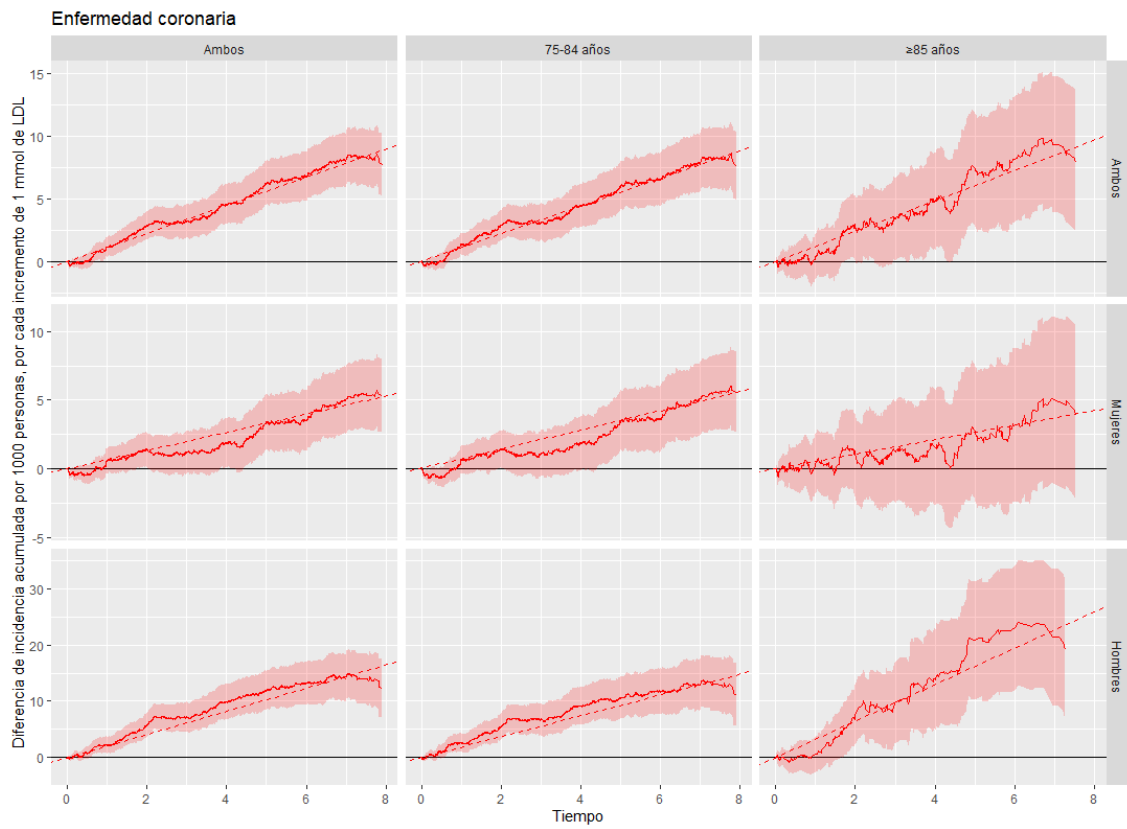 Enfermedad coronaria
Ambos
75-84 años
≥85 años
Diferencia de incidencia acumulada por 1000 personas, por cada incremento de 1 mmol de LDL
15
10
5
0
Ambos
10
5
0
-5
Mujeres
30
20
10
0
Hombres
0 2 4 6 8
0 2 4 6 8
0 2 4 6 8
Tiempo